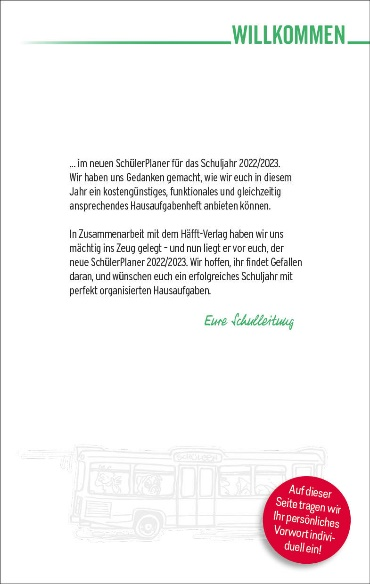 WILLKOMMEN
... im neuen SchülerPlaner für das Schuljahr 2022/2023.
Wir haben uns Gedanken gemacht, wie wir euch in diesem
Jahr ein kostengünstiges, funktionales und gleichzeitig
ansprechendes Hausaufgabenheft anbieten können.
In Zusammenarbeit mit dem Häfft-Verlag haben wir uns
mächtig ins Zeug gelegt – und nun liegt er vor euch, der
neue SchülerPlaner 2022/2023. Wir hoffen, ihr findet Gefallen
daran, und wünschen euch ein erfolgreiches Schuljahr mit
perfekt organisierten Hausaufgaben.
Eure Schulleitung
Auf dieser
Seite tragen wir
Ihr persönliches
Vorwort indivi-
duell ein!